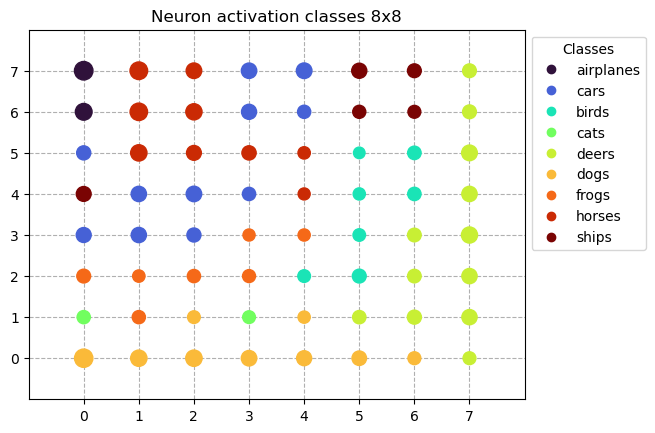 Neuron activation classes 8x8
Classes
airplanes
cars
birds
cats
deers
dogs
frogs
horses
ships
7
6
5
4
3
2
1
0
0 1 2 3 4 5 6 7